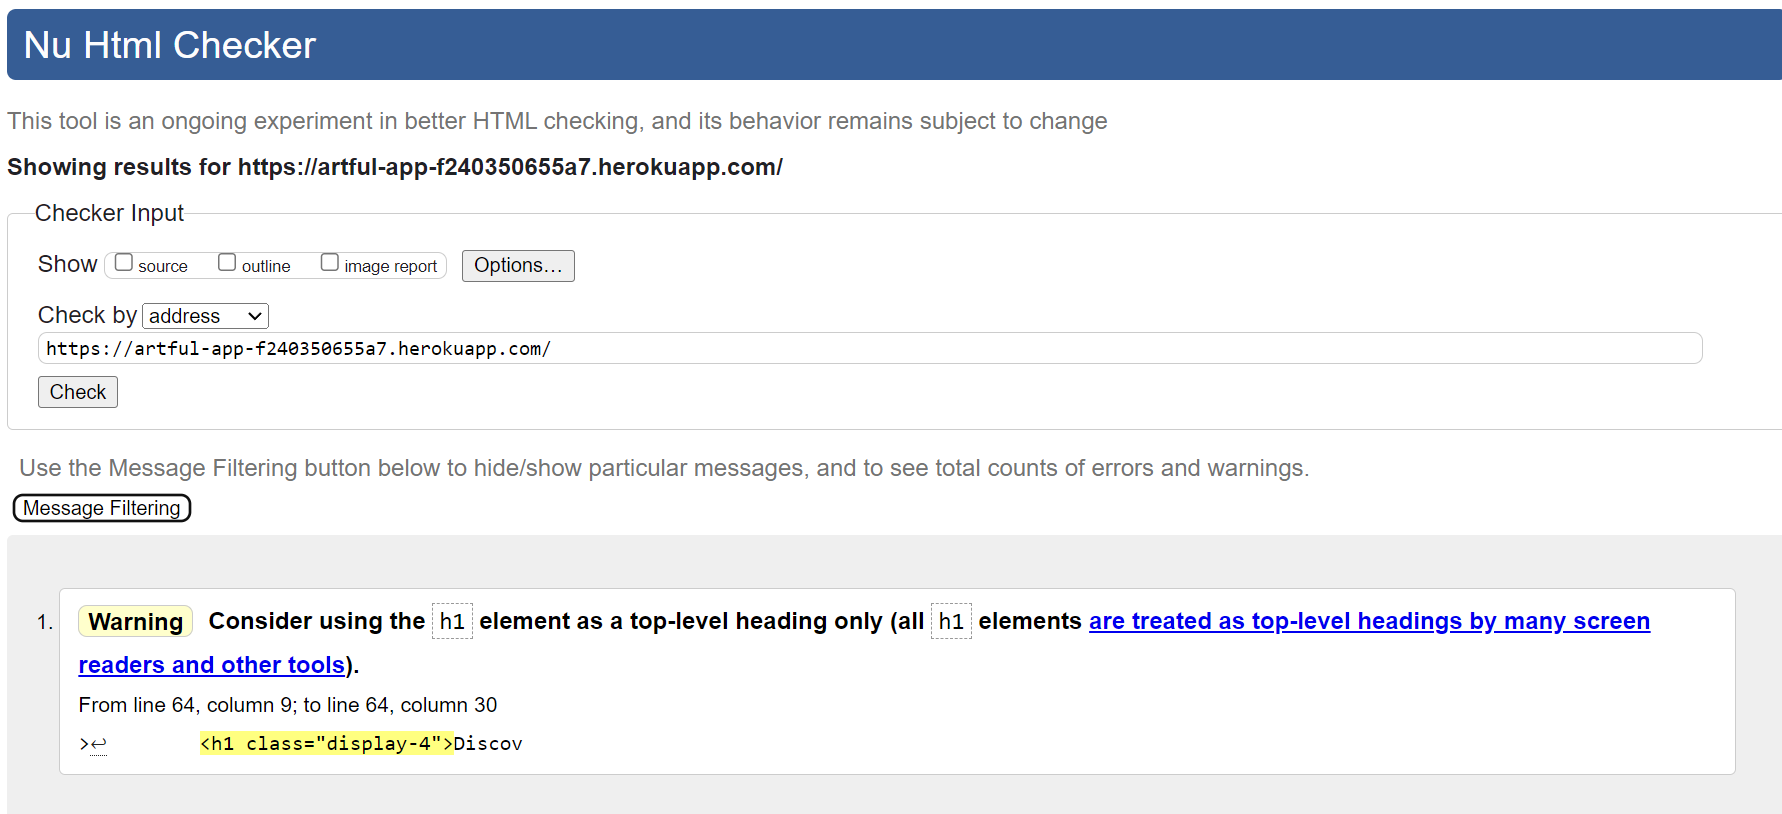 Nu Html Checker
This tool is an ongoing experiment in better HTML checking, and its behavior remains subject to change
Showing results for https://artful-app-f240350655a7.herokuapp.com/
Checker Input
Show source outline image report Options...
Check by address
https://artful-app-f240350655a7.herokuapp.com/
Check
Use the Message Filtering button below to hide/show particular messages, and to see total counts of errors and warnings.
Message Filtering
1. Warning Consider using the h1 element as a top-level heading only (all h1 elements are treated as top-level headings by many screen
readers and other tools).
From line 64, column 9; to line 64, column 30
>↩ <h1 class="display-4">Discov